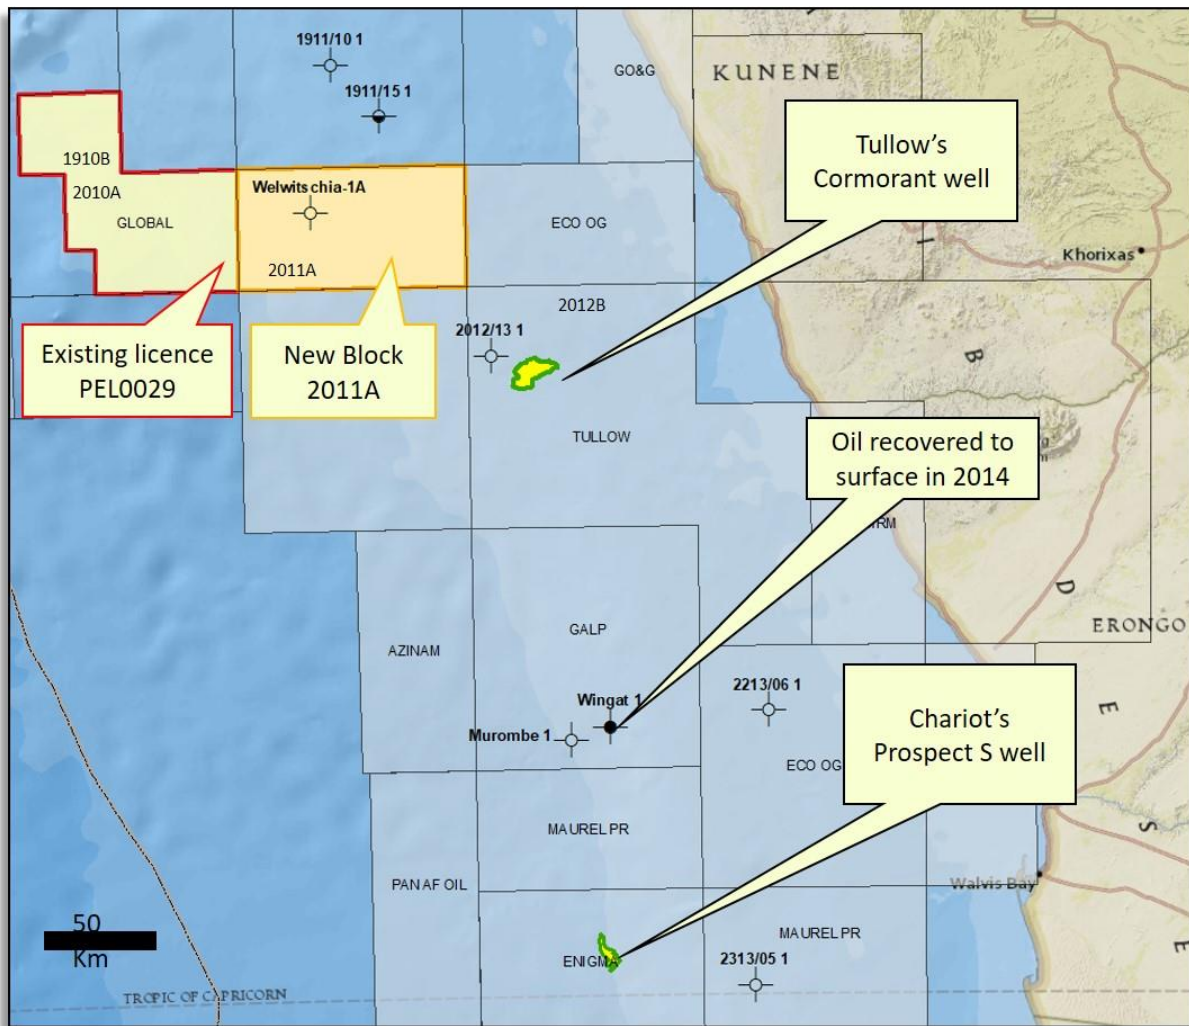 1911/10 1
GO&G
KUNENE
1911/15 1
Tullow's
Cormorant well
1910B
2010A
GLOBAL
Welwitschia-1A
2011A
ECO OG
Khorixas
Existing licence
PEL0029
New Block
2011A
2012B
2012/13 1
B
TULLOW
Oil recovered to
surface in 2014
D
ERONGO
AZINAM
GALP
2213/06 1
Wingat 1
Murombe 1
E
Chariot's
Prospect S well
ECO OG
MAUREL PR
S
PAN AF OIL
Walvis Bay
50
Km
ENIGMA
MAUREL PR
2313/05 1
E
TROPIC OF CAPRICORN